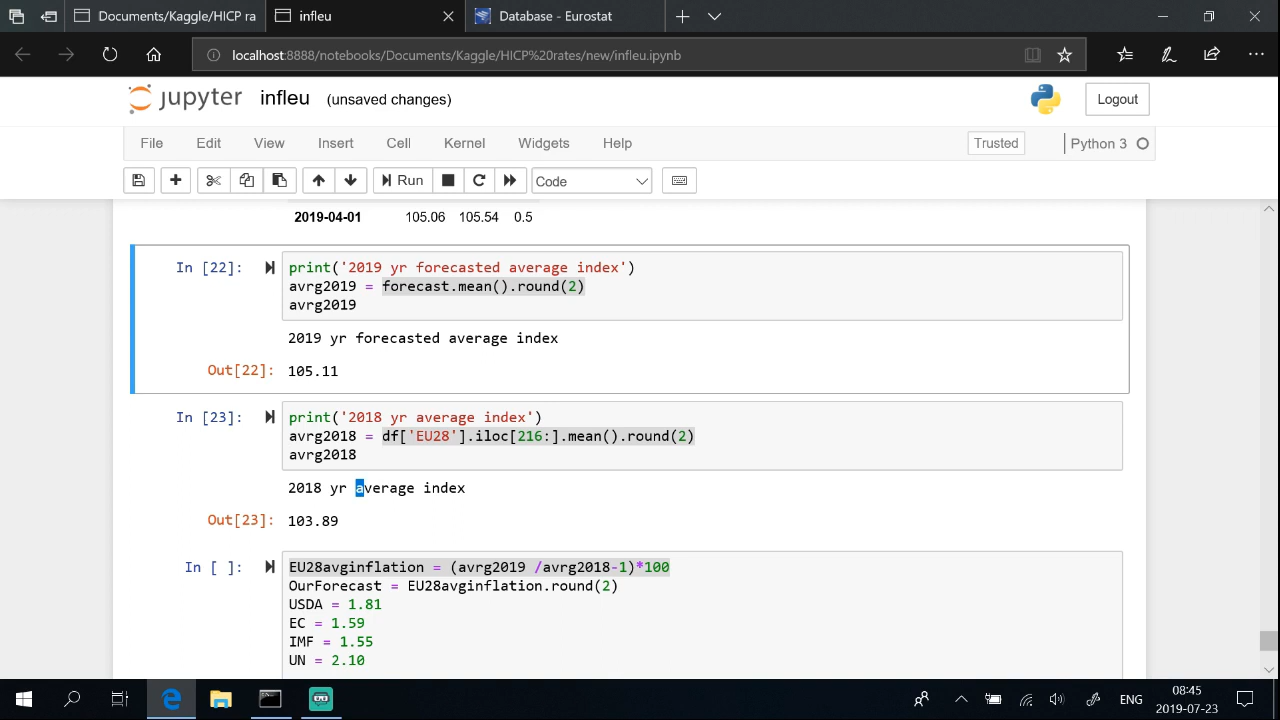 Documents/Kaggle/HICP ra
infleu
Database - Eurostat
localhost:8888/notebooks/Documents/Kaggle/HICP%20rates/new/infleu.ipynb
jupyter infleu (unsaved changes)
Logout
File Edit View Insert Cell Kernel Widgets Help
Trusted
Python 3
Run
Code
2019-04-01 105.06 105.54 0.5
In [22]: print('2019 yr forecasted average index')
avrg2019 = forecast.mean().round(2)
avrg2019
2019 yr forecasted average index
Out[22]: 105.11
In [23]: print('2018 yr average index')
avrg2018 = df['EU28'].iloc[216:].mean().round(2)
avrg2018
2018 yr average index
Out[23]: 103.89
In [ ]: EU28avginflation = (avrg2019 /avrg2018-1)*100
OurForecast = EU28avginflation.round(2)
USDA = 1.81
EC = 1.59
IMF = 1.55
UN = 2.10
ENG
08:45
2019-07-23